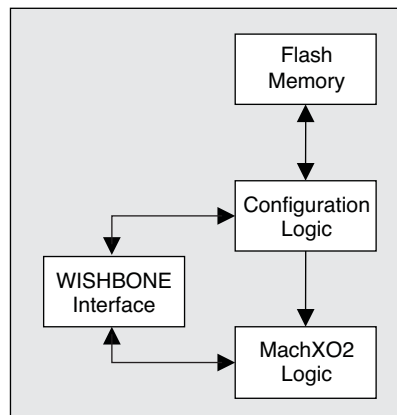 Flash
Memory
Configuration
Logic
WISHBONE
Interface
MachXO2
Logic